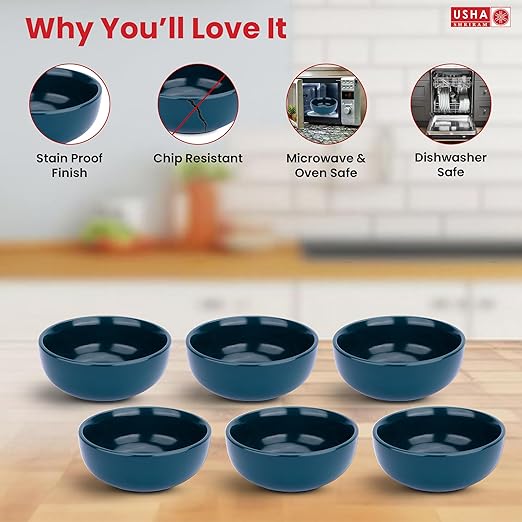 Why You'll Love It
USHA
SHRIRAM
Stain Proof
Finish
Chip Resistant
Microwave &
Oven Safe
Dishwasher
Safe